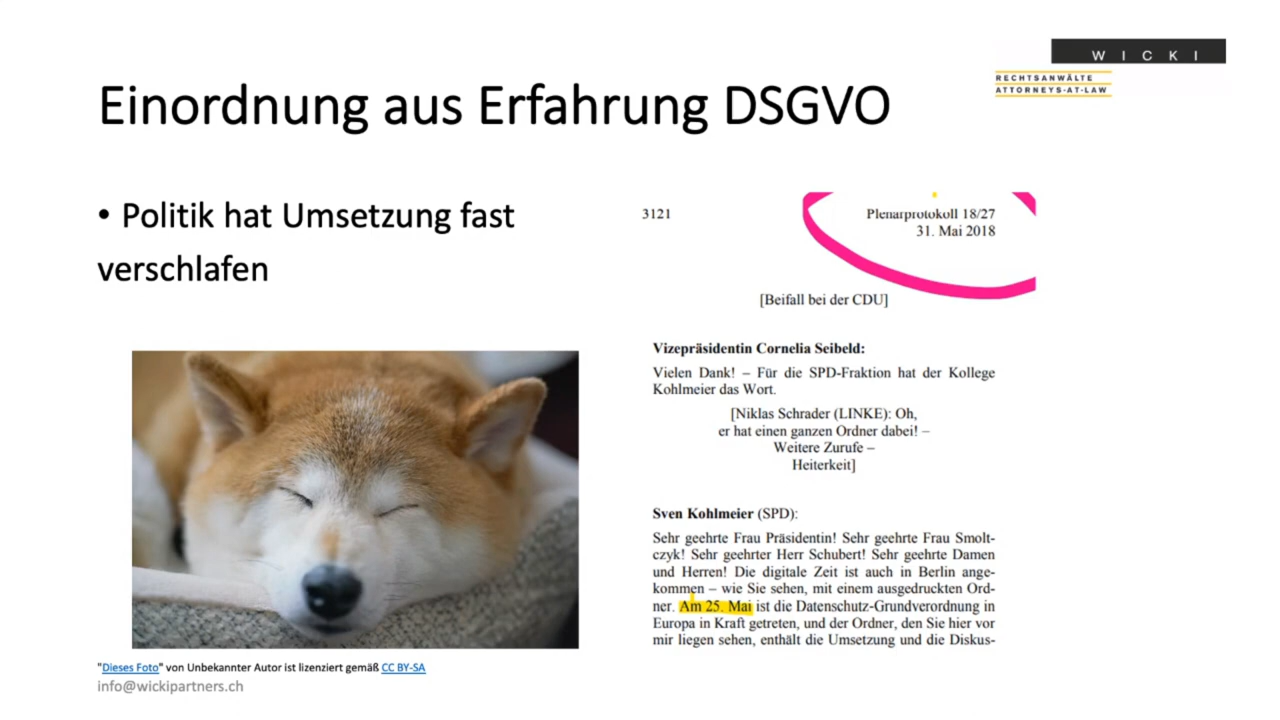 W I C K I
RECHTSANWÄLTE
ATTORNEYS-AT-LAW
Einordnung aus Erfahrung DSGVO
• Politik hat Umsetzung fast
verschlafen
3121
Plenarprotokoll 18/27
31. Mai 2018
[Beifall bei der CDU]
Vizepräsidentin Cornelia Seibeld:
Vielen Dank! – Für die SPD-Fraktion hat der Kollege
Kohlmeier das Wort.
[Niklas Schrader (LINKE): Oh,
er hat einen ganzen Ordner dabei! –
Weitere Zurufe –
Heiterkeit]
Sven Kohlmeier (SPD):
Sehr geehrte Frau Präsidentin! Sehr geehrte Frau Smolt-
czyk! Sehr geehrter Herr Schubert! Sehr geehrte Damen
und Herren! Die digitale Zeit ist auch in Berlin ange-
kommen – wie Sie sehen, mit einem ausgedruckten Ord-
ner. Am 25. Mai ist die Datenschutz-Grundverordnung in
Europa in Kraft getreten, und der Ordner, den Sie hier vor
mir liegen sehen, enthält die Umsetzung und die Diskus-
"Dieses Foto" von Unbekannter Autor ist lizenziert gemäß CC BY-SA
info@wickipartners.ch